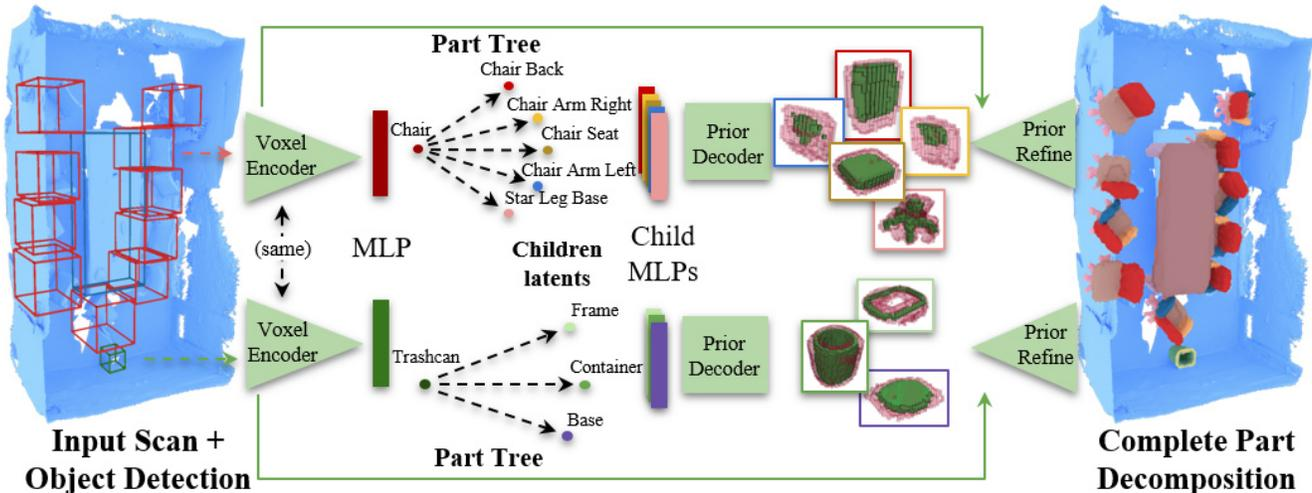 Part Tree
Chair Back
Chair Arm Right
Chair
Chair Seat
Chair Arm Left
Star Leg Base
Voxel
Encoder
Prior
Decoder
Prior
Refine
(same)
MLP
Children
latents
Child
MLPs
Voxel
Encoder
Trashcan
Frame
Container
Base
Prior
Decoder
Prior
Refine
Part Tree
Input Scan +
Object Detection
Complete Part
Decomposition